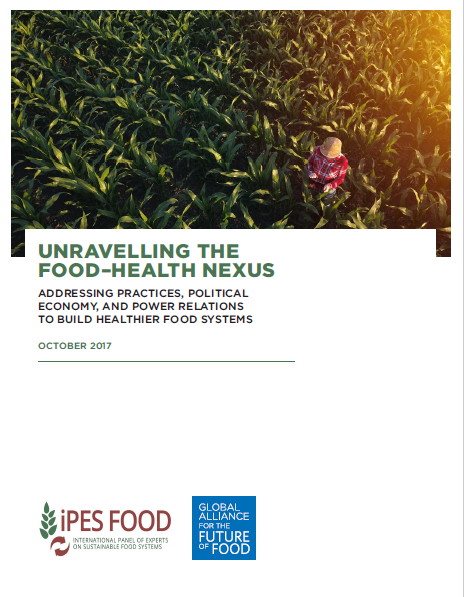 UNRAVELLING THE
FOOD–HEALTH NEXUS
ADDRESSING PRACTICES, POLITICAL
ECONOMY, AND POWER RELATIONS
TO BUILD HEALTHIER FOOD SYSTEMS
OCTOBER 2017
iPES FOOD
INTERNATIONAL PANEL OF EXPERTS
ON SUSTAINABLE FOOD SYSTEMS
GLOBAL
ALLIANCE
FOR THE
FUTURE
OF FOOD